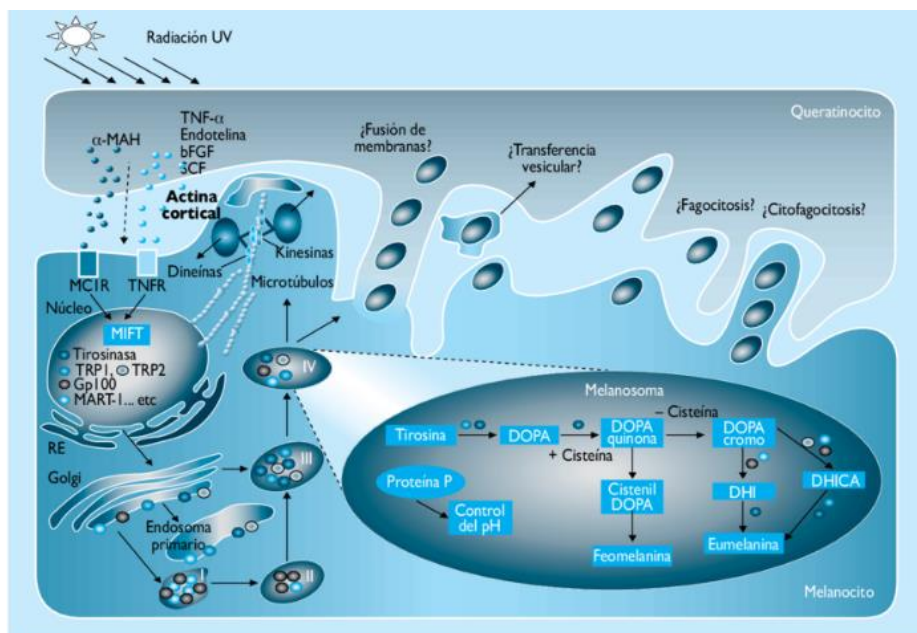 Radiación UV
Queratinocito
α-MAH
TNF-α
Endotelina
bFGF
SCF
Actina
cortical
¿Fusión de
membranas?
¿Transferencia
vesicular?
¿Fagocitosis?
¿Citofagocitosis?
Dineínas
Kinesinas
Microtúbulos
MC1R
TNFR
Núcleo
MIFT
Tirosinasa
TRP1, TRP2
Gp100
MART-1... etc
RE
Golgi
Endosoma
primario
I
II
III
IV
Melanosoma
Tirosina
DOPA
DOPA
quinona
− Cisteína
DOPA
cromo
+ Cisteína
Proteína P
Control
del pH
Cistenil
DOPA
DHI
DHICA
Feomelanina
Eumelanina
Melanocito